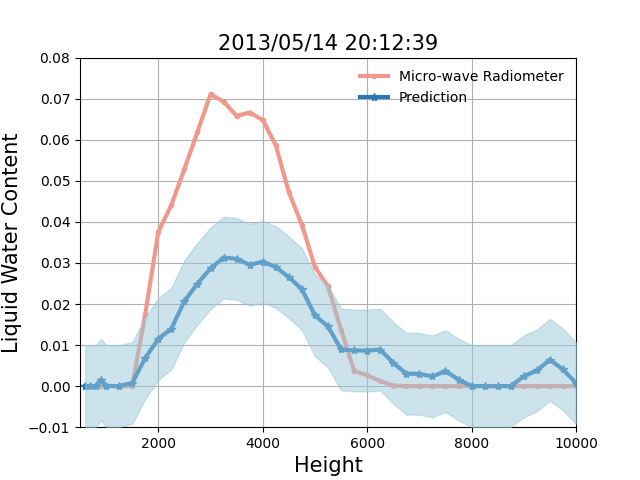 2013/05/14 20:12:39
Liquid Water Content
0.08
0.07
0.06
0.05
0.04
0.03
0.02
0.01
0.00
−0.01
Micro-wave Radiometer
Prediction
2000 4000 6000 8000 10000
Height